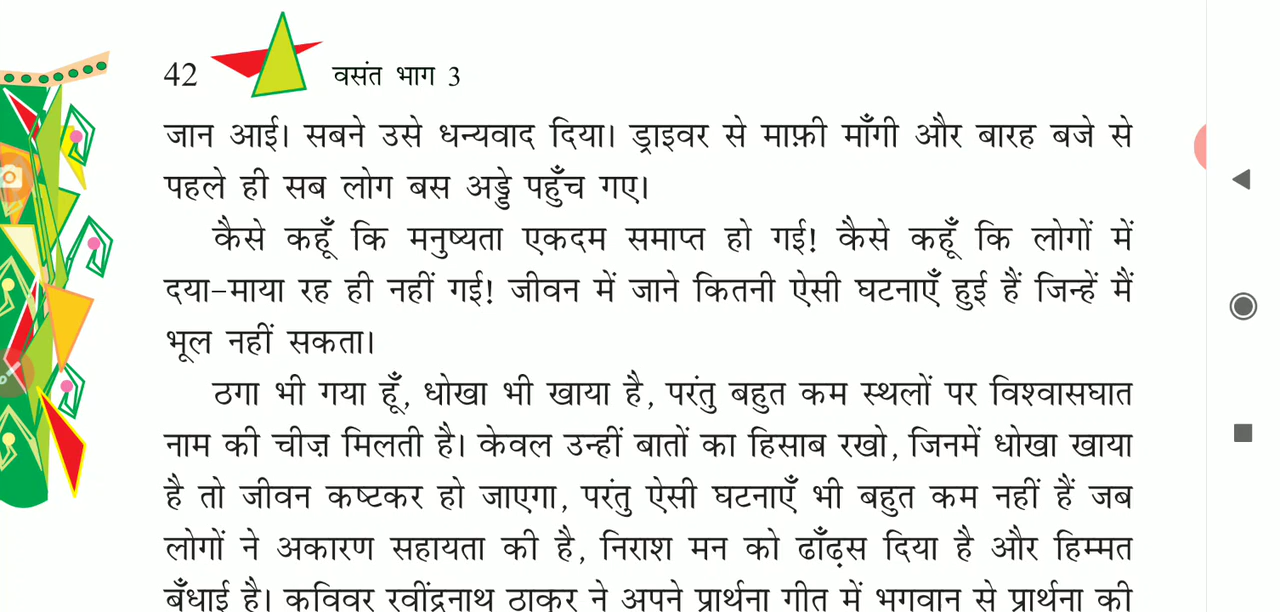 42 वसंत भाग 3
जान आई। सबने उसे धन्यवाद दिया। ड्राइवर से माफ़ी माँगी और बारह बजे से
पहले ही सब लोग बस अड्डे पहुँच गए।
कैसे कहूँ कि मनुष्यता एकदम समाप्त हो गई! कैसे कहूँ कि लोगों में
दया-माया रह ही नहीं गई! जीवन में जाने कितनी ऐसी घटनाएँ हुई हैं जिन्हें मैं
भूल नहीं सकता।
ठगा भी गया हूँ, धोखा भी खाया है, परंतु बहुत कम स्थलों पर विश्वासघात
नाम की चीज़ मिलती है। केवल उन्हीं बातों का हिसाब रखो, जिनमें धोखा खाया
है तो जीवन कष्टकर हो जाएगा, परंतु ऐसी घटनाएँ भी बहुत कम नहीं हैं जब
लोगों ने अकारण सहायता की है, निराश मन को ढाँढ़स दिया है और हिम्मत
बँधाई है। कविवर रवींद्रनाथ ठाकुर ने अपने प्रार्थना गीत में भगवान से प्रार्थना की